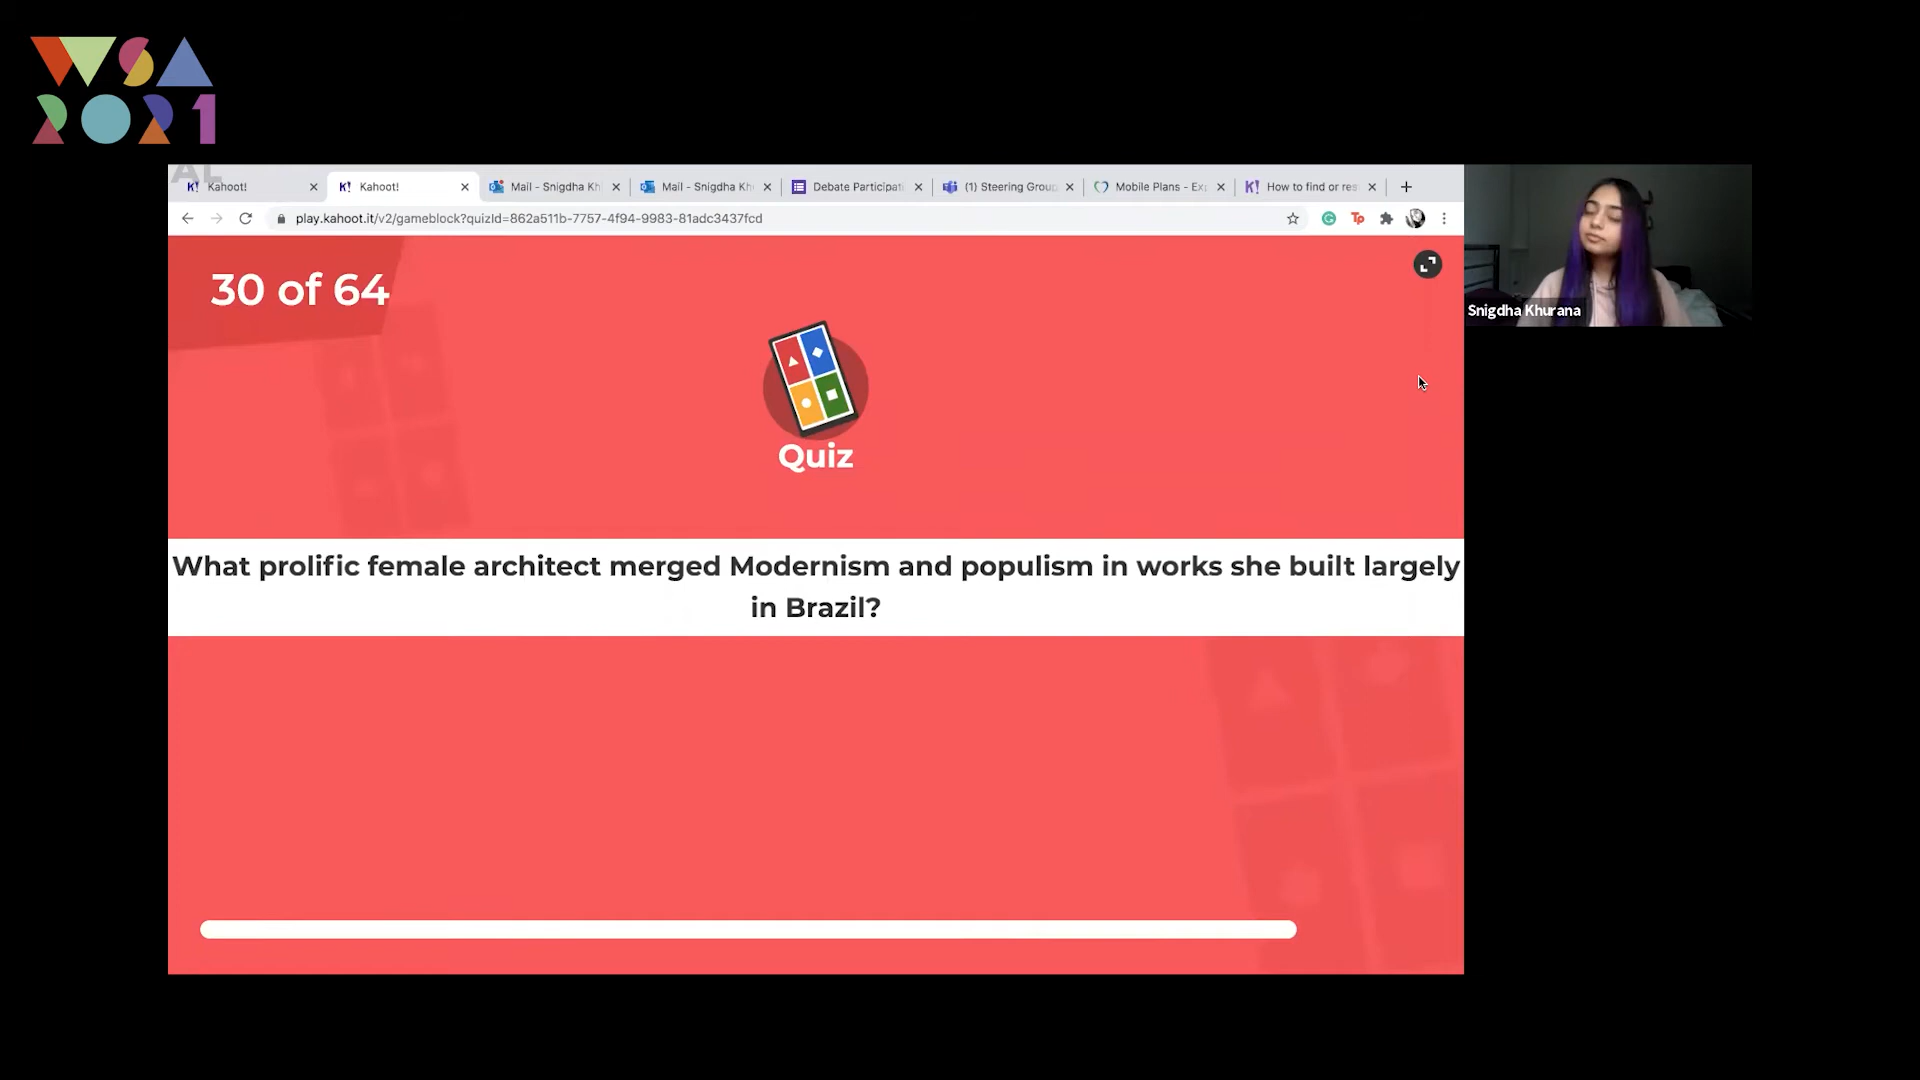 WSA
2021
AL
Kahoot!
Kahoot!
Mail - Snigdha Kh
Mail - Snigdha Kh
Debate Participat
(1) Steering Group
Mobile Plans - Ex
How to find or res
play.kahoot.it/v2/gameblock?quizId=862a511b-7757-4f94-9983-81adc3437fcd
30 of 64
Snigdha Khurana
Quiz
What prolific female architect merged Modernism and populism in works she built largely
in Brazil?